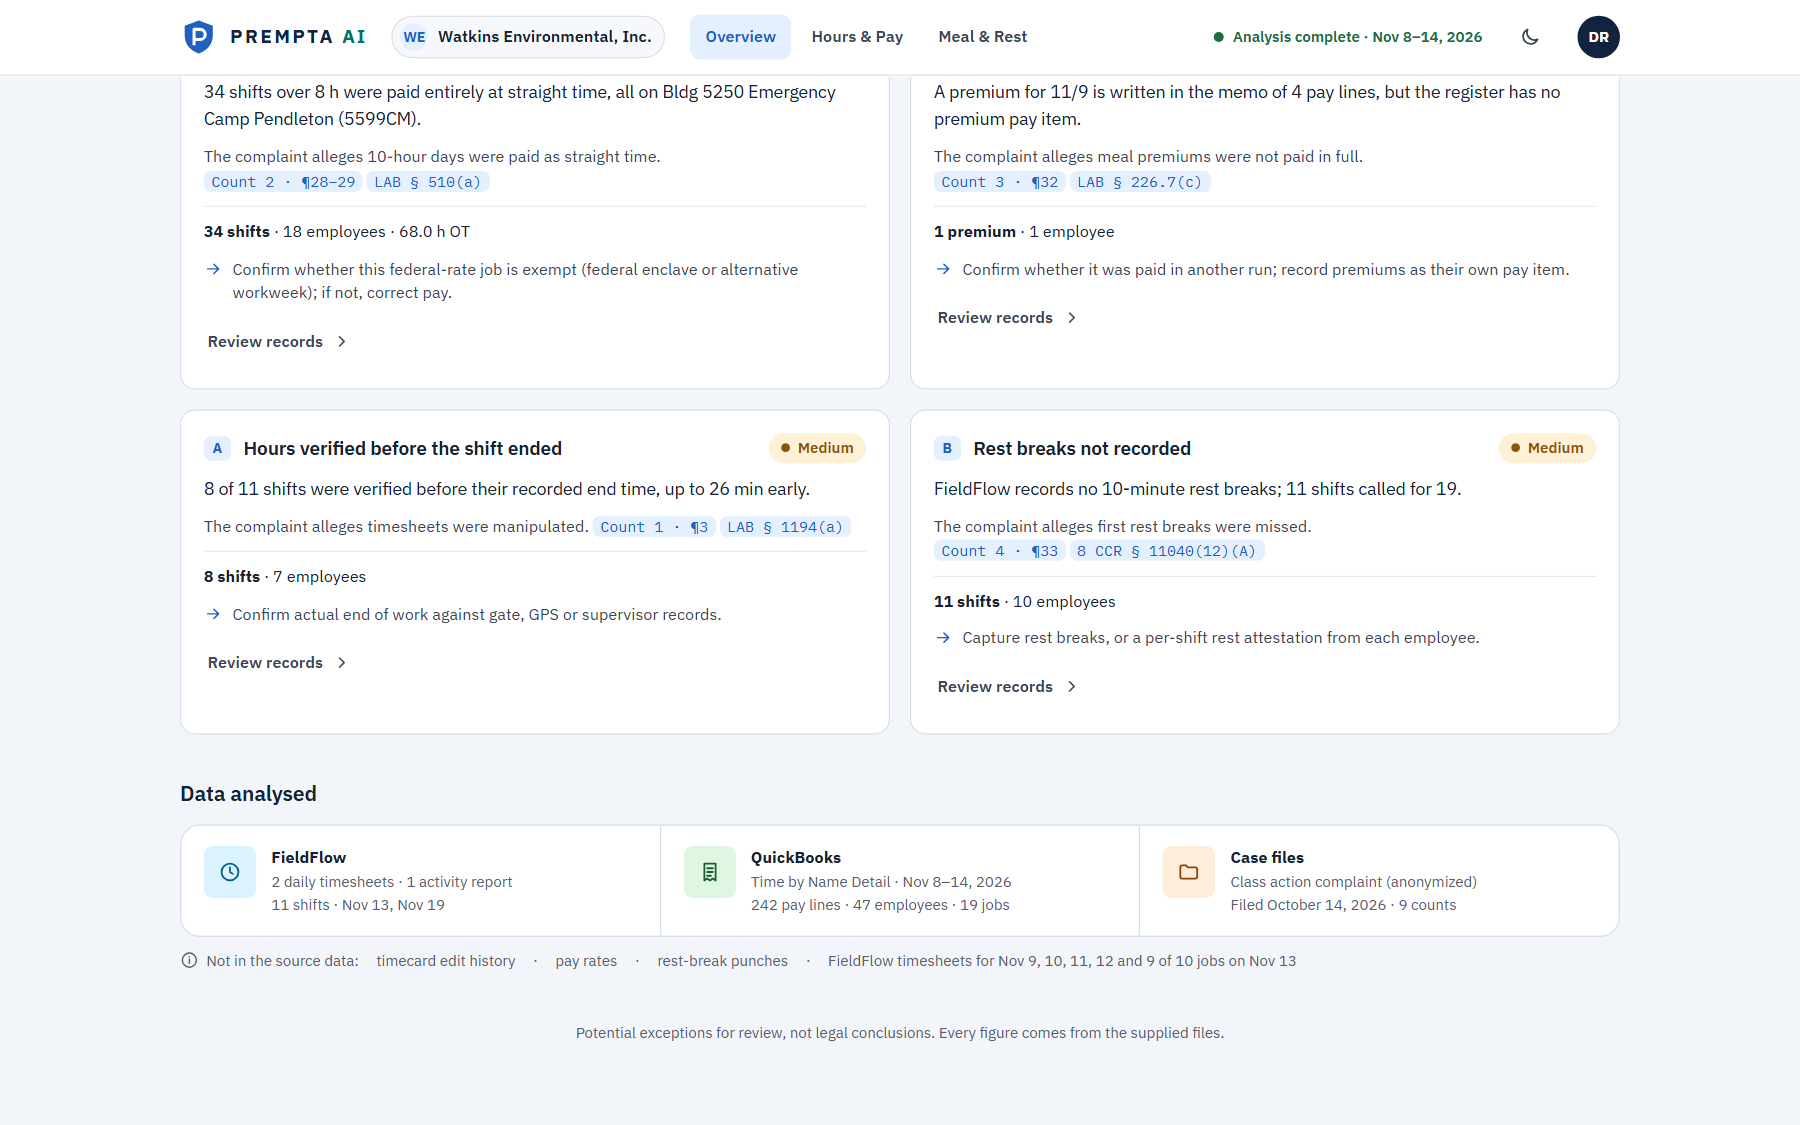 PREMPTA AI
WE Watkins Environmental, Inc.
Overview
Hours & Pay
Meal & Rest
Analysis complete · Nov 8–14, 2026
DR
34 shifts over 8 h were paid entirely at straight time, all on Bldg 5250 Emergency
Camp Pendleton (5599CM).
The complaint alleges 10-hour days were paid as straight time.
Count 2 · ¶28–29 LAB § 510(a)
34 shifts · 18 employees · 68.0 h OT
→ Confirm whether this federal-rate job is exempt (federal enclave or alternative
workweek); if not, correct pay.
Review records
A premium for 11/9 is written in the memo of 4 pay lines, but the register has no
premium pay item.
The complaint alleges meal premiums were not paid in full.
Count 3 · ¶32 LAB § 226.7(c)
1 premium · 1 employee
→ Confirm whether it was paid in another run; record premiums as their own pay item.
Review records
A Hours verified before the shift ended
Medium
8 of 11 shifts were verified before their recorded end time, up to 26 min early.
The complaint alleges timesheets were manipulated. Count 1 · ¶3 LAB § 1194(a)
8 shifts · 7 employees
→ Confirm actual end of work against gate, GPS or supervisor records.
Review records
B Rest breaks not recorded
Medium
FieldFlow records no 10-minute rest breaks; 11 shifts called for 19.
The complaint alleges first rest breaks were missed.
Count 4 · ¶33 8 CCR § 11040(12)(A)
11 shifts · 10 employees
→ Capture rest breaks, or a per-shift rest attestation from each employee.
Review records
Data analysed
FieldFlow
2 daily timesheets · 1 activity report
11 shifts · Nov 13, Nov 19
QuickBooks
Time by Name Detail · Nov 8–14, 2026
242 pay lines · 47 employees · 19 jobs
Case files
Class action complaint (anonymized)
Filed October 14, 2026 · 9 counts
Not in the source data: timecard edit history · pay rates · rest-break punches · FieldFlow timesheets for Nov 9, 10, 11, 12 and 9 of 10 jobs on Nov 13
Potential exceptions for review, not legal conclusions. Every figure comes from the supplied files.